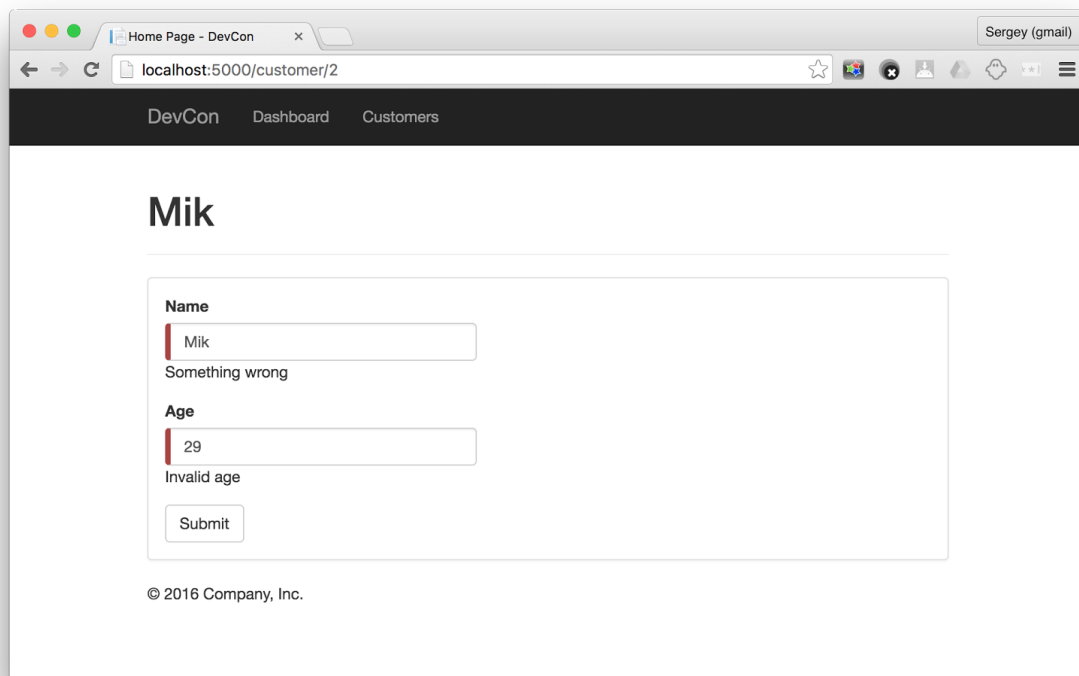 Home Page - DevCon
Sergey (gmail)
localhost:5000/customer/2
DevCon Dashboard Customers
Mik
Name
Mik
Something wrong
Age
29
Invalid age
Submit
© 2016 Company, Inc.